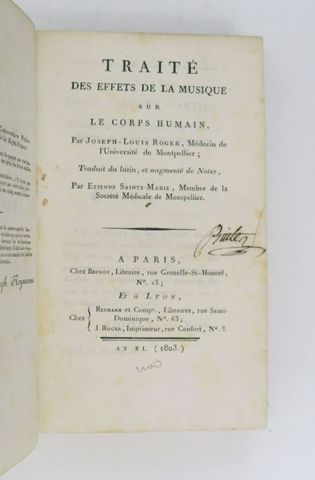 TRAITÉ
DES EFFETS DE LA MUSIQUE
SUR
LE CORPS HUMAIN,
Par JOSEPH-LOUIS ROGER, Médecin de
l'Université de Montpellier;
Traduit du latin, et augmenté de Notes,
Par ETIENNE SAINTE-MARIE, Membre de la
Société Médicale de Montpellier.
A PARIS,
Chez BRUNOT, Libraire, rue Grenelle-St.-Honoré,
N°. 13;
Et à LYON,
Chez
REYMANN et Compe., Libraires, rue Saint-
Dominique, N°. 63;
J. ROGER, Imprimeur, rue Confort, N°. 3.
AN XI. (1803.)